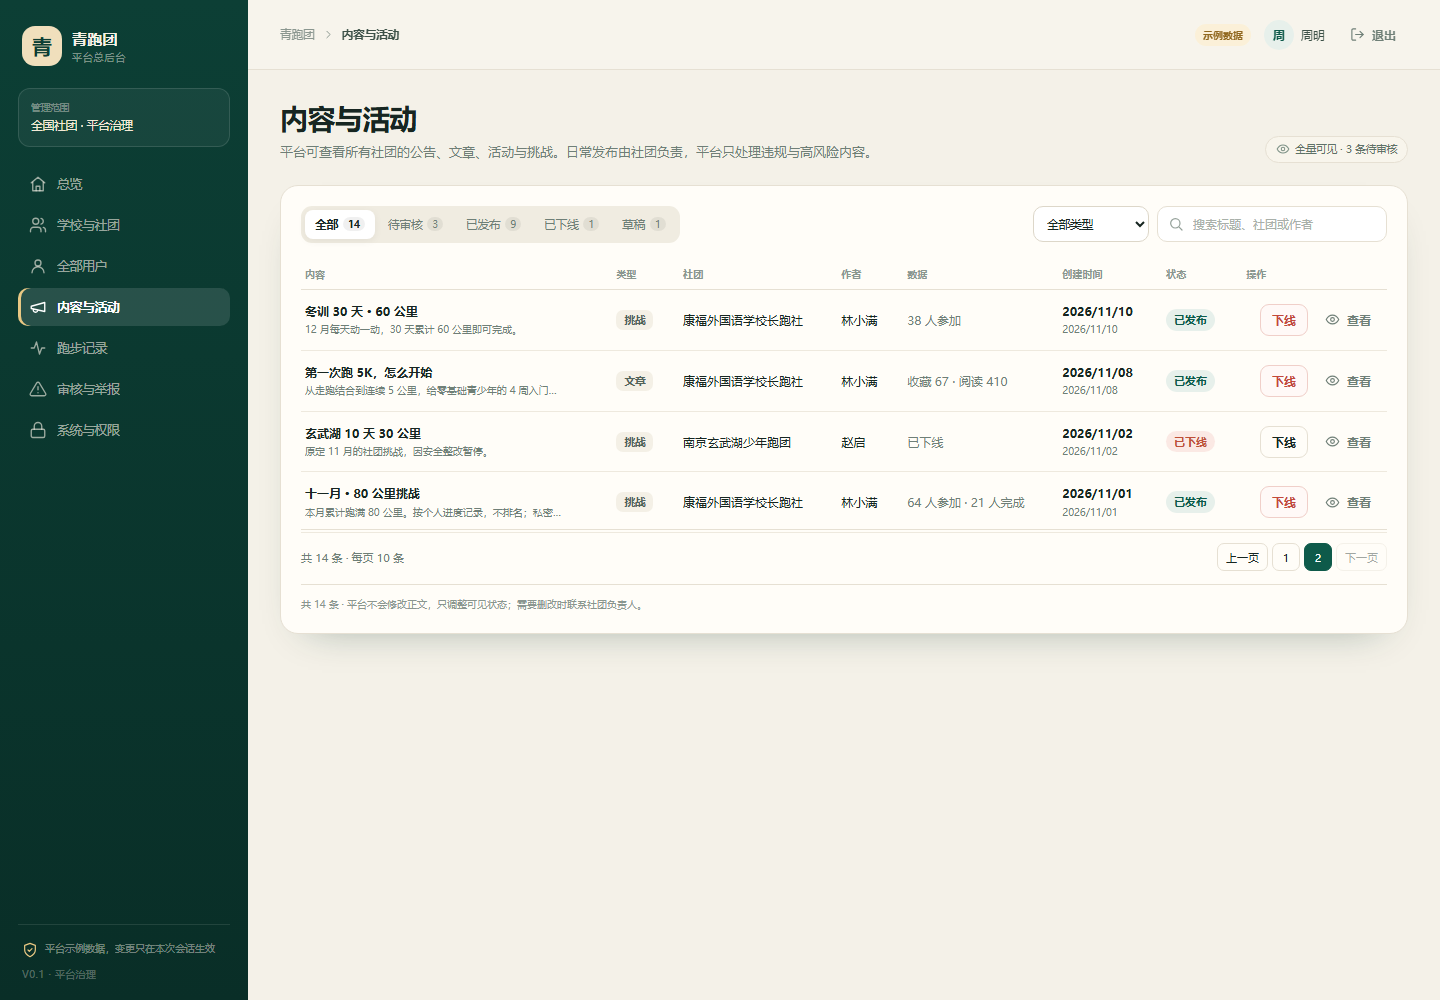 青
青跑团
平台总后台
管理范围
全国社团 · 平台治理
总览
学校与社团
全部用户
内容与活动
跑步记录
审核与举报
系统与权限
平台示例数据，变更只在本次会话生效
V0.1 · 平台治理
青跑团 > 内容与活动
示例数据 周 周明 退出
内容与活动
平台可查看所有社团的公告、文章、活动与挑战。日常发布由社团负责，平台只处理违规与高风险内容。
全量可见 · 3 条待审核
全部 14 待审核 3 已发布 9 已下线 1 草稿 1 全部类型 搜索标题、社团或作者
内容 类型 社团 作者 数据 创建时间 状态 操作
冬训 30 天 • 60 公里 挑战 康福外国语学校长跑社 林小满 38 人参加 2026/11/10 已发布 下线 查看
12 月每天动一动，30 天累计 60 公里即可完成。 2026/11/10
第一次跑 5K，怎么开始 文章 康福外国语学校长跑社 林小满 收藏 67 · 阅读 410 2026/11/08 已发布 下线 查看
从走跑结合到连续 5 公里，给零基础青少年的 4 周入门... 2026/11/08
玄武湖 10 天 30 公里 挑战 南京玄武湖少年跑团 赵启 已下线 2026/11/02 已下线 下线 查看
原定 11 月的社团挑战，因安全整改暂停。 2026/11/02
十一月 • 80 公里挑战 挑战 康福外国语学校长跑社 林小满 64 人参加 · 21 人完成 2026/11/01 已发布 下线 查看
本月累计跑满 80 公里。按个人进度记录，不排名；私密... 2026/11/01
共 14 条 · 每页 10 条 上一页 1 2 下一页
共 14 条 · 平台不会修改正文，只调整可见状态；需要删改时联系社团负责人。